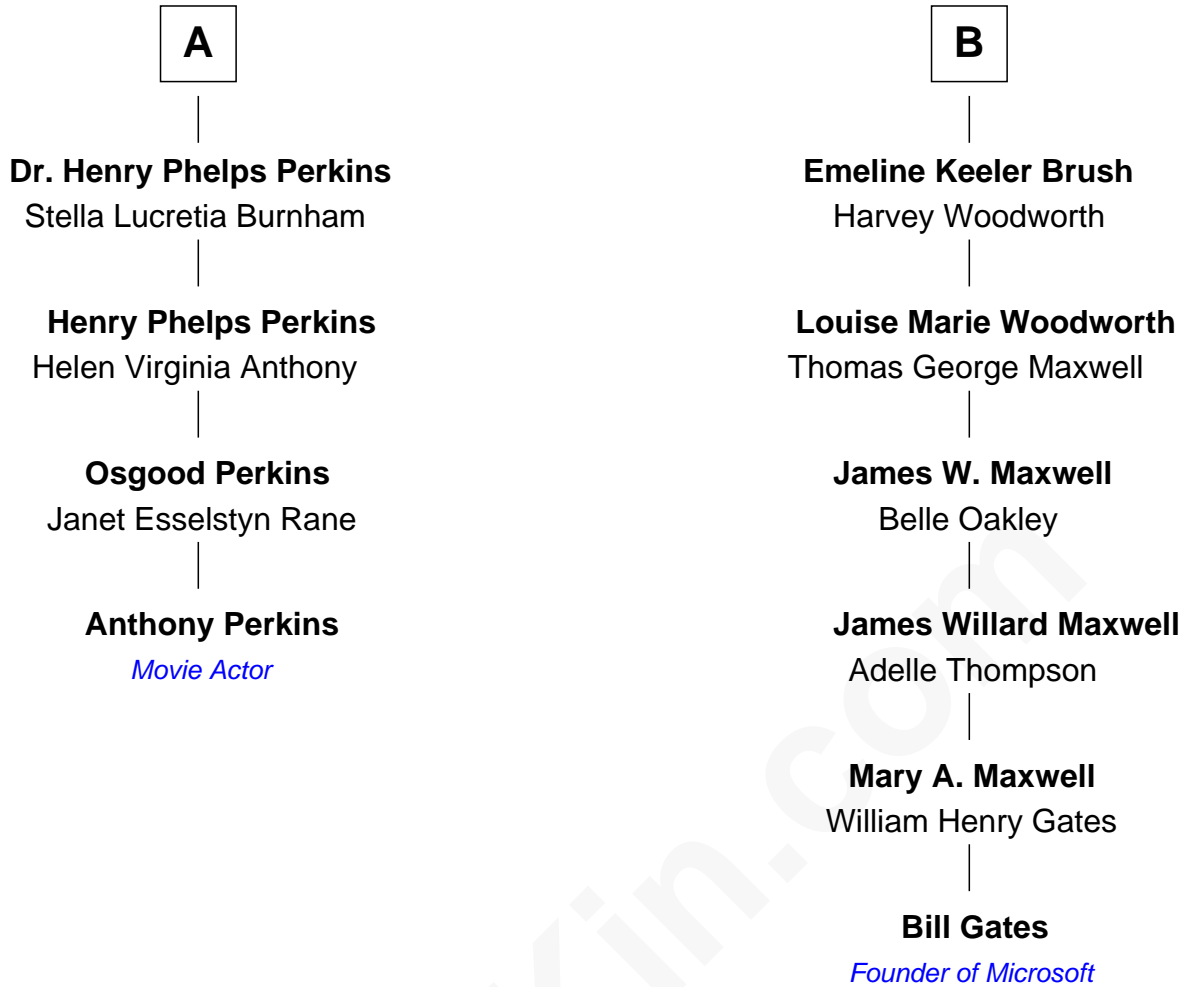 A
Dr. Henry Phelps Perkins
Stella Lucretia Burnham
Henry Phelps Perkins
Helen Virginia Anthony
Osgood Perkins
Janet Esselstyn Rane
Anthony Perkins
Movie Actor
B
Emeline Keeler Brush
Harvey Woodworth
Louise Marie Woodworth
Thomas George Maxwell
James W. Maxwell
Belle Oakley
James Willard Maxwell
Adelle Thompson
Mary A. Maxwell
William Henry Gates
Bill Gates
Founder of Microsoft